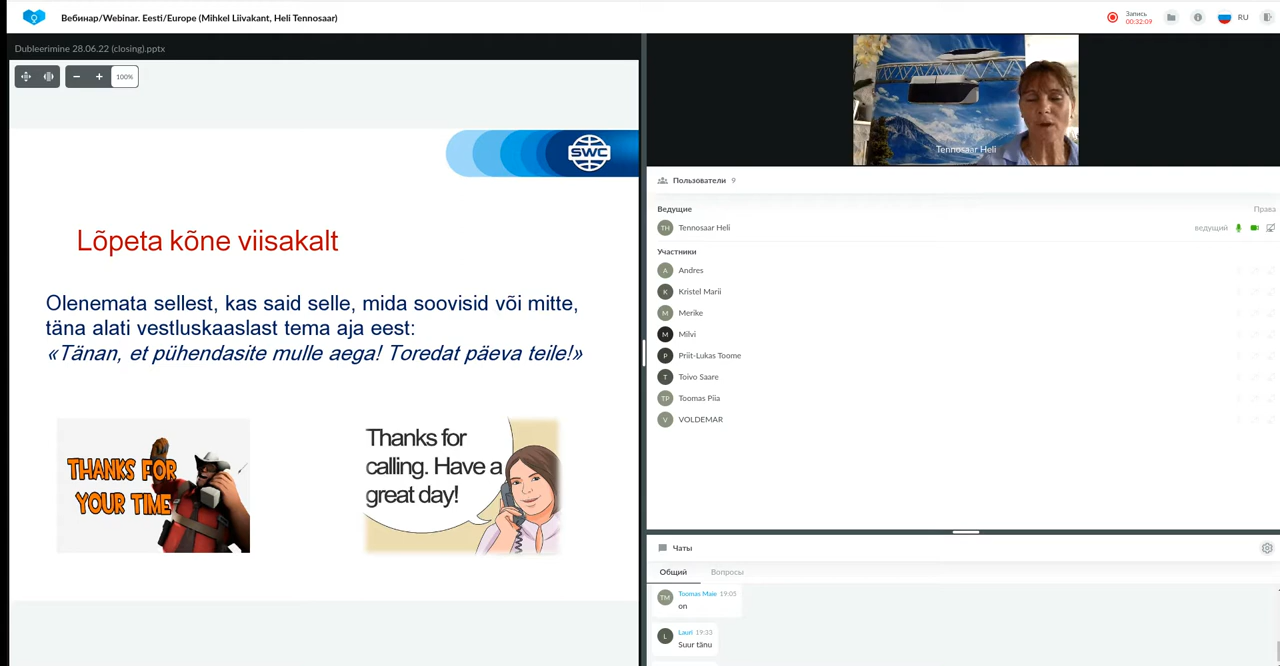 Вебинар/Webinar. Eesti/Europe (Mihkel Liivakant, Heli Tennosaar)
Запись
00:32:09
RU
Dubleerimine 28.06.22 (closing).pptx
100%
SWC
Lõpeta kõne viisakalt
Olenemata sellest, kas said selle, mida soovisid või mitte,
täna alati vestluskaaslast tema aja eest:
«Tänan, et pühendasite mulle aega! Toredat päeva teile!»
THANKS FOR
YOUR TIME
Thanks for
calling. Have a
great day!
Tennosaar Heli
Пользователи 9
Ведущие Права
TH Tennosaar Heli ведущий
Участники
A Andres
K Kristel Marii
M Merike
M Milvi
P Priit-Lukas Toome
T Toivo Saare
TP Toomas Piia
V VOLDEMAR
Чаты
Общий Вопросы
TM Toomas Maie 19:05
on
L Lauri 19:33
Suur tänu